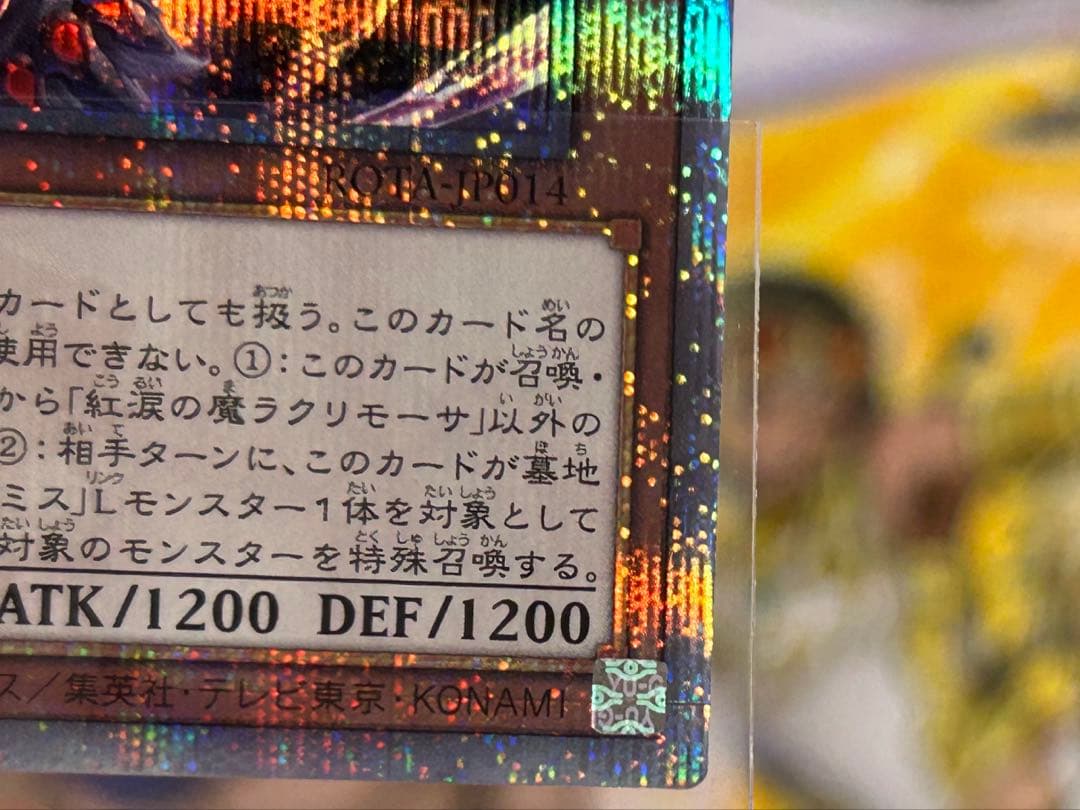 ROTA-JP014
カードとしても扱う。このカード名の
使用できない。①:このカードが召喚・
から「紅涙の魔ラクリモーサ」以外の
②:相手ターンに、このカードが墓地
ミス」Lモンスター1体を対象として
対象のモンスターを特殊召喚する。
ATK/1200 DEF/1200
ス/集英社・テレビ東京・KONAMI